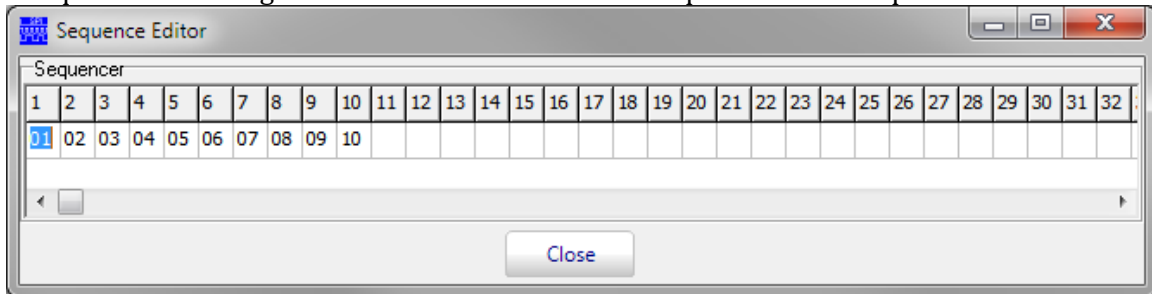 Sequence Editor
Sequencer
1 2 3 4 5 6 7 8 9 10 11 12 13 14 15 16 17 18 19 20 21 22 23 24 25 26 27 28 29 30 31 32
01 02 03 04 05 06 07 08 09 10
Close